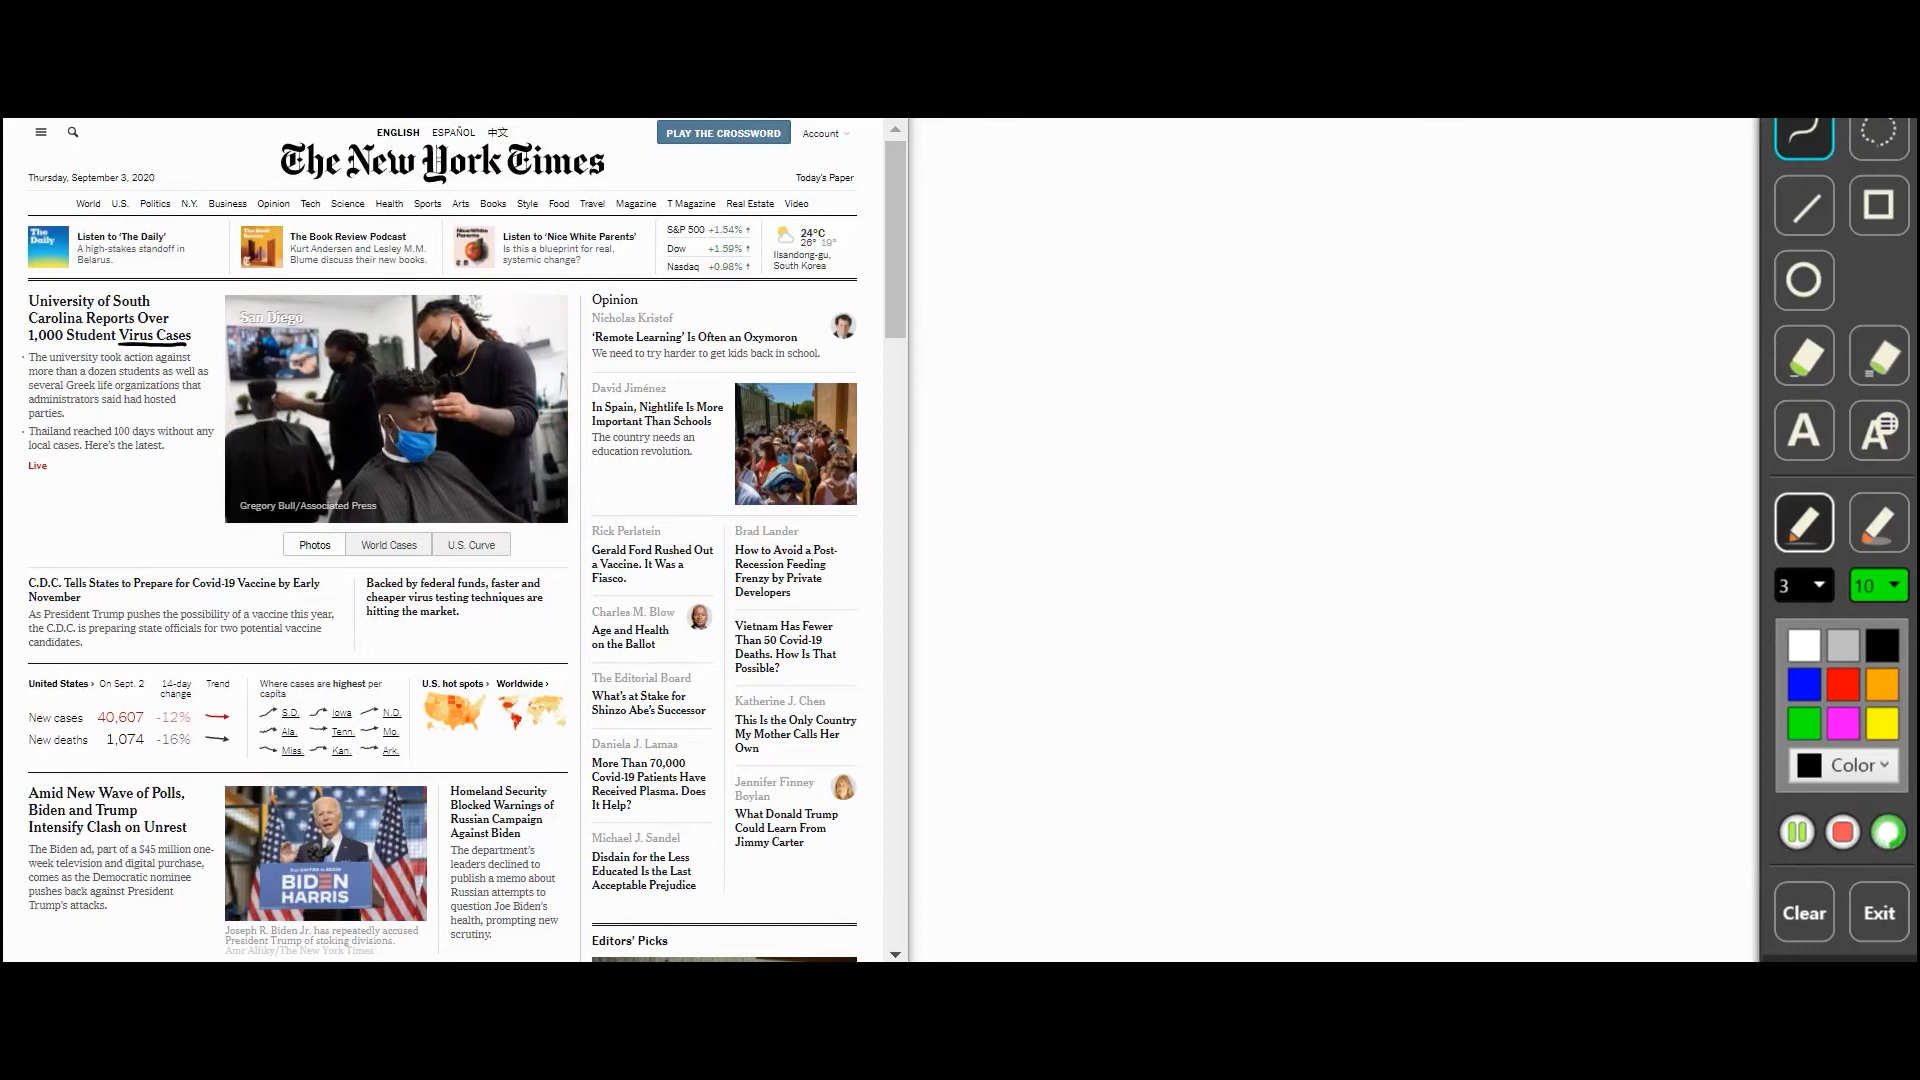 ENGLISH ESPAÑOL 中文
PLAY THE CROSSWORD
Account
The New York Times
Thursday, September 3, 2020
Today's Paper
World U.S. Politics N.Y. Business Opinion Tech Science Health Sports Arts Books Style Food Travel Magazine T Magazine Real Estate Video
The Daily
Listen to ‘The Daily’
A high-stakes standoff in
Belarus.
The Book Review Podcast
Kurt Andersen and Lesley M.M.
Blume discuss their new books.
Nice White Parents
Listen to ‘Nice White Parents’
Is this a blueprint for real,
systemic change?
S&P 500 +1.54% ↑
Dow +1.59% ↑
Nasdaq +0.98% ↑
24°C
26° 19°
Ilsandong-gu,
South Korea
University of South
Carolina Reports Over
1,000 Student Virus Cases
· The university took action against
more than a dozen students as well as
several Greek life organizations that
administrators said had hosted
parties.
· Thailand reached 100 days without any
local cases. Here’s the latest.
Live
San Diego
Gregory Bull/Associated Press
Photos World Cases U.S. Curve
C.D.C. Tells States to Prepare for Covid-19 Vaccine by Early
November
As President Trump pushes the possibility of a vaccine this year,
the C.D.C. is preparing state officials for two potential vaccine
candidates.
Backed by federal funds, faster and
cheaper virus testing techniques are
hitting the market.
United States › On Sept. 2 14-day change Trend
New cases 40,607 -12%
New deaths 1,074 -16%
Where cases are highest per
capita
S.D. Iowa N.D.
Ala. Tenn. Mo.
Miss. Kan. Ark.
U.S. hot spots › Worldwide ›
Amid New Wave of Polls,
Biden and Trump
Intensify Clash on Unrest
The Biden ad, part of a $45 million one-
week television and digital purchase,
comes as the Democratic nominee
pushes back against President
Trump’s attacks.
BIDEN
HARRIS
Joseph R. Biden Jr. has repeatedly accused
President Trump of stoking divisions.
Amr Alfiky/The New York Times
Homeland Security
Blocked Warnings of
Russian Campaign
Against Biden
The department’s
leaders declined to
publish a memo about
Russian attempts to
question Joe Biden’s
health, prompting new
scrutiny.
Opinion
Nicholas Kristof
‘Remote Learning’ Is Often an Oxymoron
We need to try harder to get kids back in school.
David Jiménez
In Spain, Nightlife Is More
Important Than Schools
The country needs an
education revolution.
Rick Perlstein
Gerald Ford Rushed Out
a Vaccine. It Was a
Fiasco.
Charles M. Blow
Age and Health
on the Ballot
The Editorial Board
What’s at Stake for
Shinzo Abe’s Successor
Daniela J. Lamas
More Than 70,000
Covid-19 Patients Have
Received Plasma. Does
It Help?
Michael J. Sandel
Disdain for the Less
Educated Is the Last
Acceptable Prejudice
Brad Lander
How to Avoid a Post-
Recession Feeding
Frenzy by Private
Developers
Vietnam Has Fewer
Than 50 Covid-19
Deaths. How Is That
Possible?
Katherine J. Chen
This Is the Only Country
My Mother Calls Her
Own
Jennifer Finney
Boylan
What Donald Trump
Could Learn From
Jimmy Carter
Editors’ Picks
A A
3 10
Color
Clear Exit